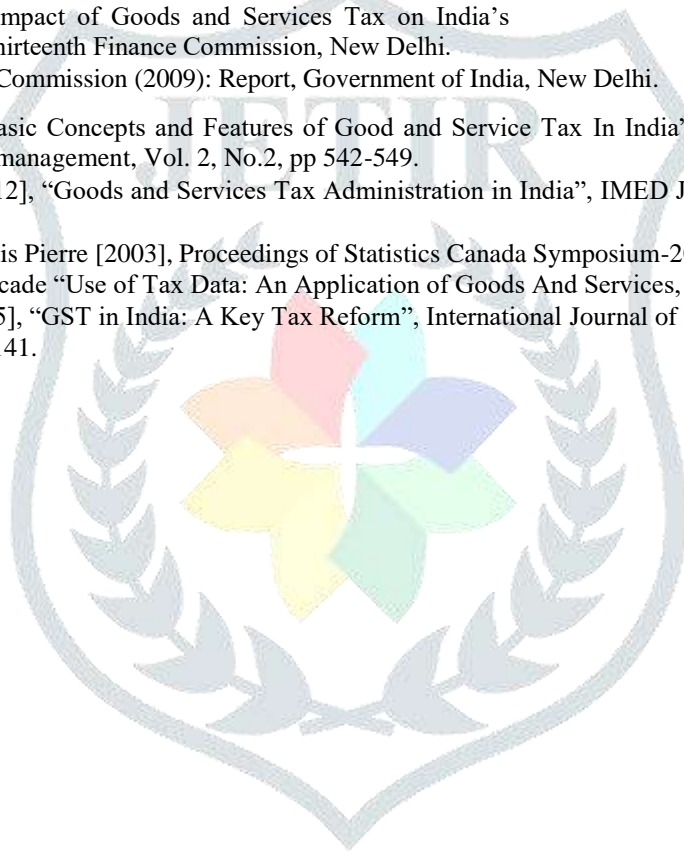 mpact of Goods and Services Tax on India’s
hirteenth Finance Commission, New Delhi.
Commission (2009): Report, Government of India, New Delhi.
JETIR
asic Concepts and Features of Good and Service Tax In India”
management, Vol. 2, No.2, pp 542-549.
12], “Goods and Services Tax Administration in India”, IMED J
is Pierre [2003], Proceedings of Statistics Canada Symposium-20
cade “Use of Tax Data: An Application of Goods And Services,
5], “GST in India: A Key Tax Reform”, International Journal of
141.